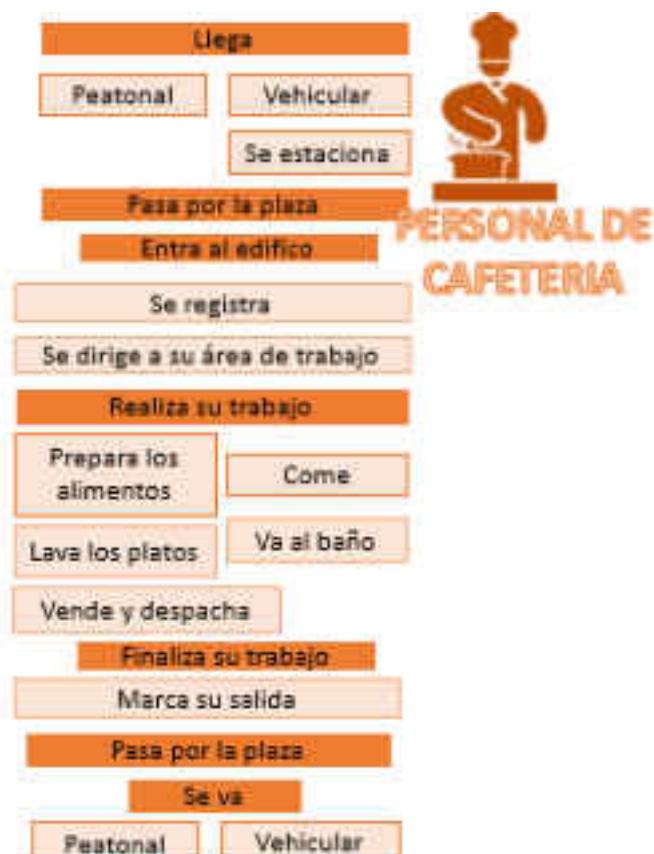 Llega
Peatonal
Vehicular
Se estaciona
Pasa por la plaza
Entra al edifico
PERSONAL DE
CAFETERIA
Se registra
Se dirige a su área de trabajo
Realiza su trabajo
Prepara los
alimentos
Come
Lava los platos
Va al baño
Vende y despacha
Finaliza su trabajo
Marca su salida
Pasa por la plaza
Se va
Peatonal
Vehicular